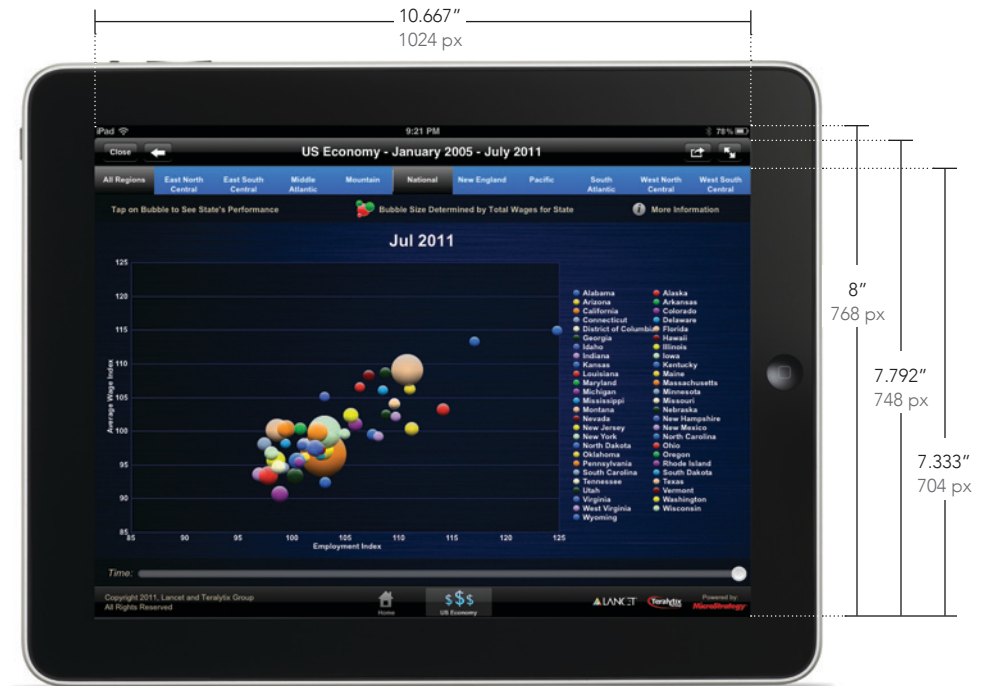 10.667"
1024 px
iPad 9:21 PM 78%
Close US Economy - January 2005 - July 2011
All Regions East North Central East South Central Middle Atlantic Mountain National New England Pacific South Atlantic West North Central West South Central
Tap on Bubble to See State's Performance Bubble Size Determined by Total Wages for State More Information
Jul 2011
125
120
115
110
105
100
95
90
85
Average Wage Index
85 90 95 100 105 110 115 120 125
Employment Index
Alabama Alaska
Arizona Arkansas
California Colorado
Connecticut Delaware
District of Columbia Florida
Georgia Hawaii
Idaho Illinois
Indiana Iowa
Kansas Kentucky
Louisiana Maine
Maryland Massachusetts
Michigan Minnesota
Mississippi Missouri
Montana Nebraska
Nevada New Hampshire
New Jersey New Mexico
New York North Carolina
North Dakota Ohio
Oklahoma Oregon
Pennsylvania Rhode Island
South Carolina South Dakota
Tennessee Texas
Utah Vermont
Virginia Washington
West Virginia Wisconsin
Wyoming
Time:
Copyright 2011, Lancet and Teralytix Group
All Rights Reserved
Home
$$$
US Economy
LANCET
Teralytix
Powered by:
MicroStrategy
8"
768 px
7.792"
748 px
7.333"
704 px